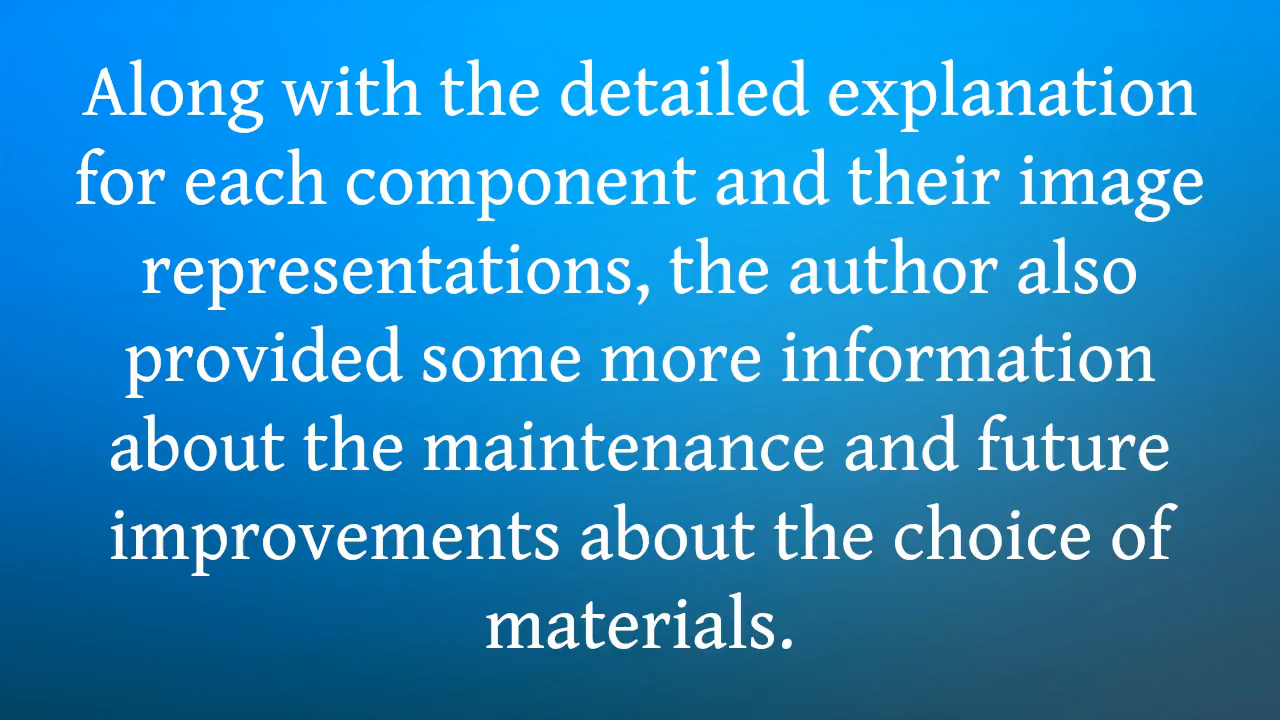 Along with the detailed explanation
for each component and their image
representations, the author also
provided some more information
about the maintenance and future
improvements about the choice of
materials.